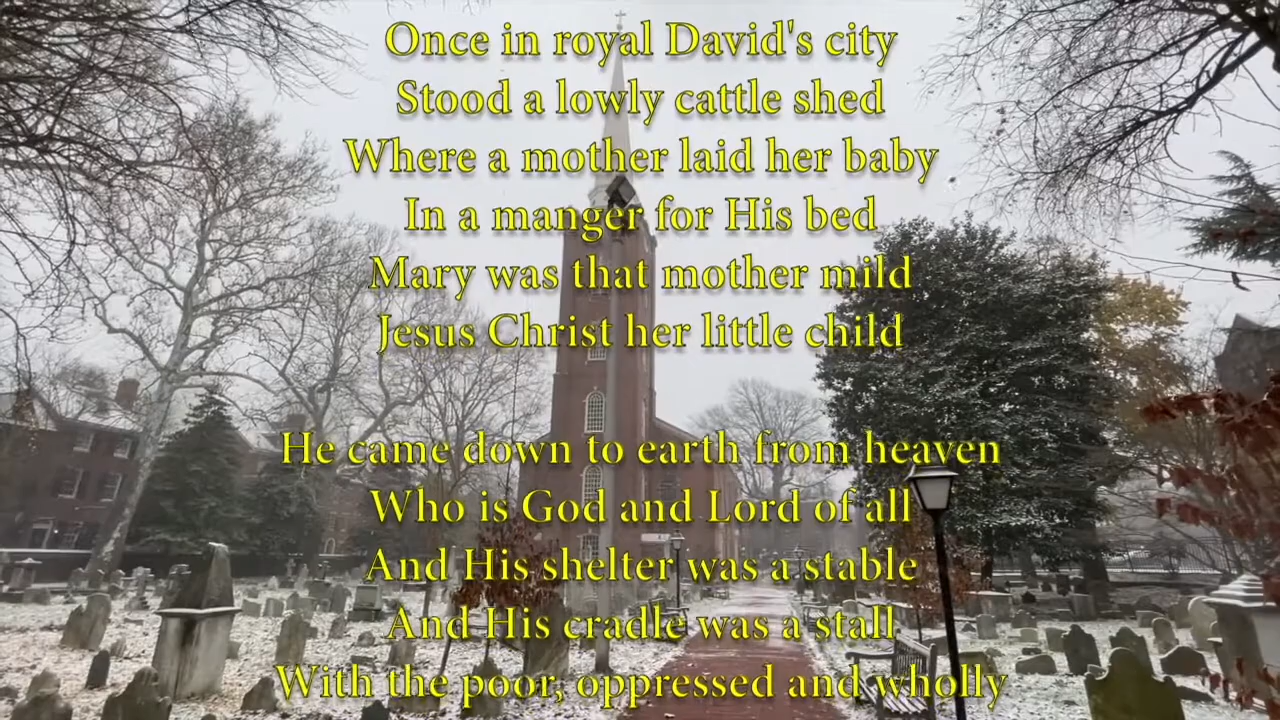 Once in royal David's city
Stood a lowly cattle shed
Where a mother laid her baby
In a manger for His bed
Mary was that mother mild
Jesus Christ her little child
He came down to earth from heaven
Who is God and Lord of all
And His shelter was a stable
And His cradle was a stall
With the poor, oppressed and wholly